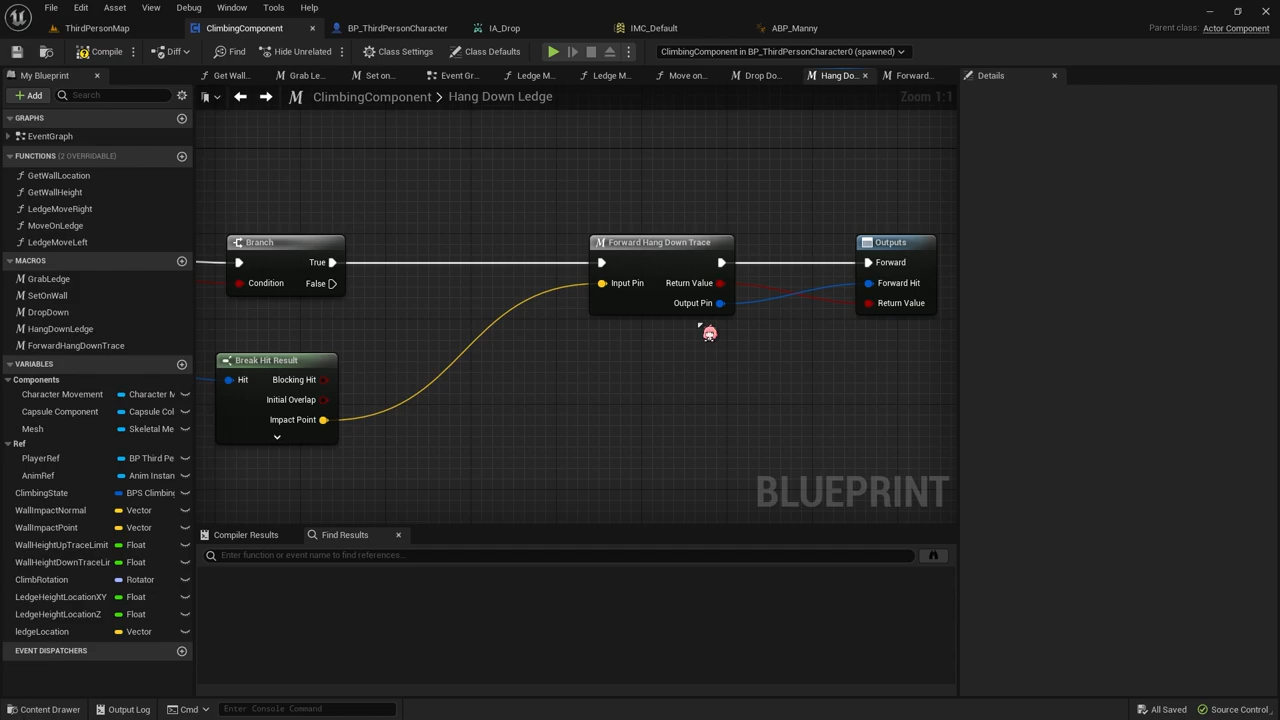 File Edit Asset View Debug Window Tools Help
ThirdPersonMap ClimbingComponent BP_ThirdPersonCharacter IA_Drop IMC_Default ABP_Manny Parent class: Actor Component
Compile Diff Find Hide Unrelated Class Settings Class Defaults ClimbingComponent in BP_ThirdPersonCharacter0 (spawned)
My Blueprint Get Wall... Grab Le... Set on... Event Gr... Ledge M... Ledge M... Move on... Drop Do... Hang Do... Forward... Details
Add Search ClimbingComponent > Hang Down Ledge Zoom 1:1
GRAPHS
EventGraph
FUNCTIONS (2 OVERRIDABLE)
GetWallLocation
GetWallHeight
LedgeMoveRight
MoveOnLedge
LedgeMoveLeft
MACROS
GrabLedge
SetOnWall
DropDown
HangDownLedge
ForwardHangDownTrace
VARIABLES
Components
Character Movement Character M
Capsule Component Capsule Col
Mesh Skeletal Me
Ref
PlayerRef BP Third Pe
AnimRef Anim Instan
ClimbingState BPS Climbing
WallImpactNormal Vector
WallImpactPoint Vector
WallHeightUpTraceLimit Float
WallHeightDownTraceLir Float
ClimbRotation Rotator
LedgeHeightLocationXY Float
LedgeHeightLocationZ Float
ledgeLocation Vector
EVENT DISPATCHERS
Branch
True
Condition False
Break Hit Result
Hit Blocking Hit
Initial Overlap
Impact Point
Forward Hang Down Trace
Input Pin Return Value
Output Pin
Outputs
Forward
Forward Hit
Return Value
BLUEPRINT
Compiler Results Find Results
Enter function or event name to find references...
Content Drawer Output Log Cmd Enter Console Command All Saved Source Control